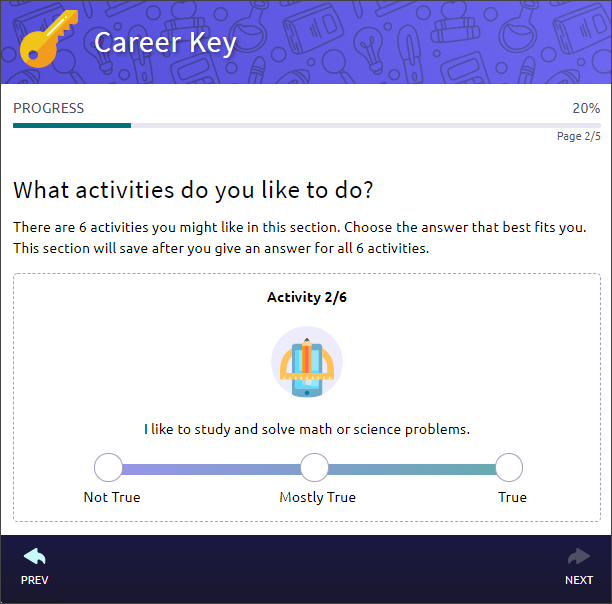 Career Key
PROGRESS 20%
Page 2/5
What activities do you like to do?
There are 6 activities you might like in this section. Choose the answer that best fits you.
This section will save after you give an answer for all 6 activities.
Activity 2/6
I like to study and solve math or science problems.
Not True Mostly True True
PREV NEXT